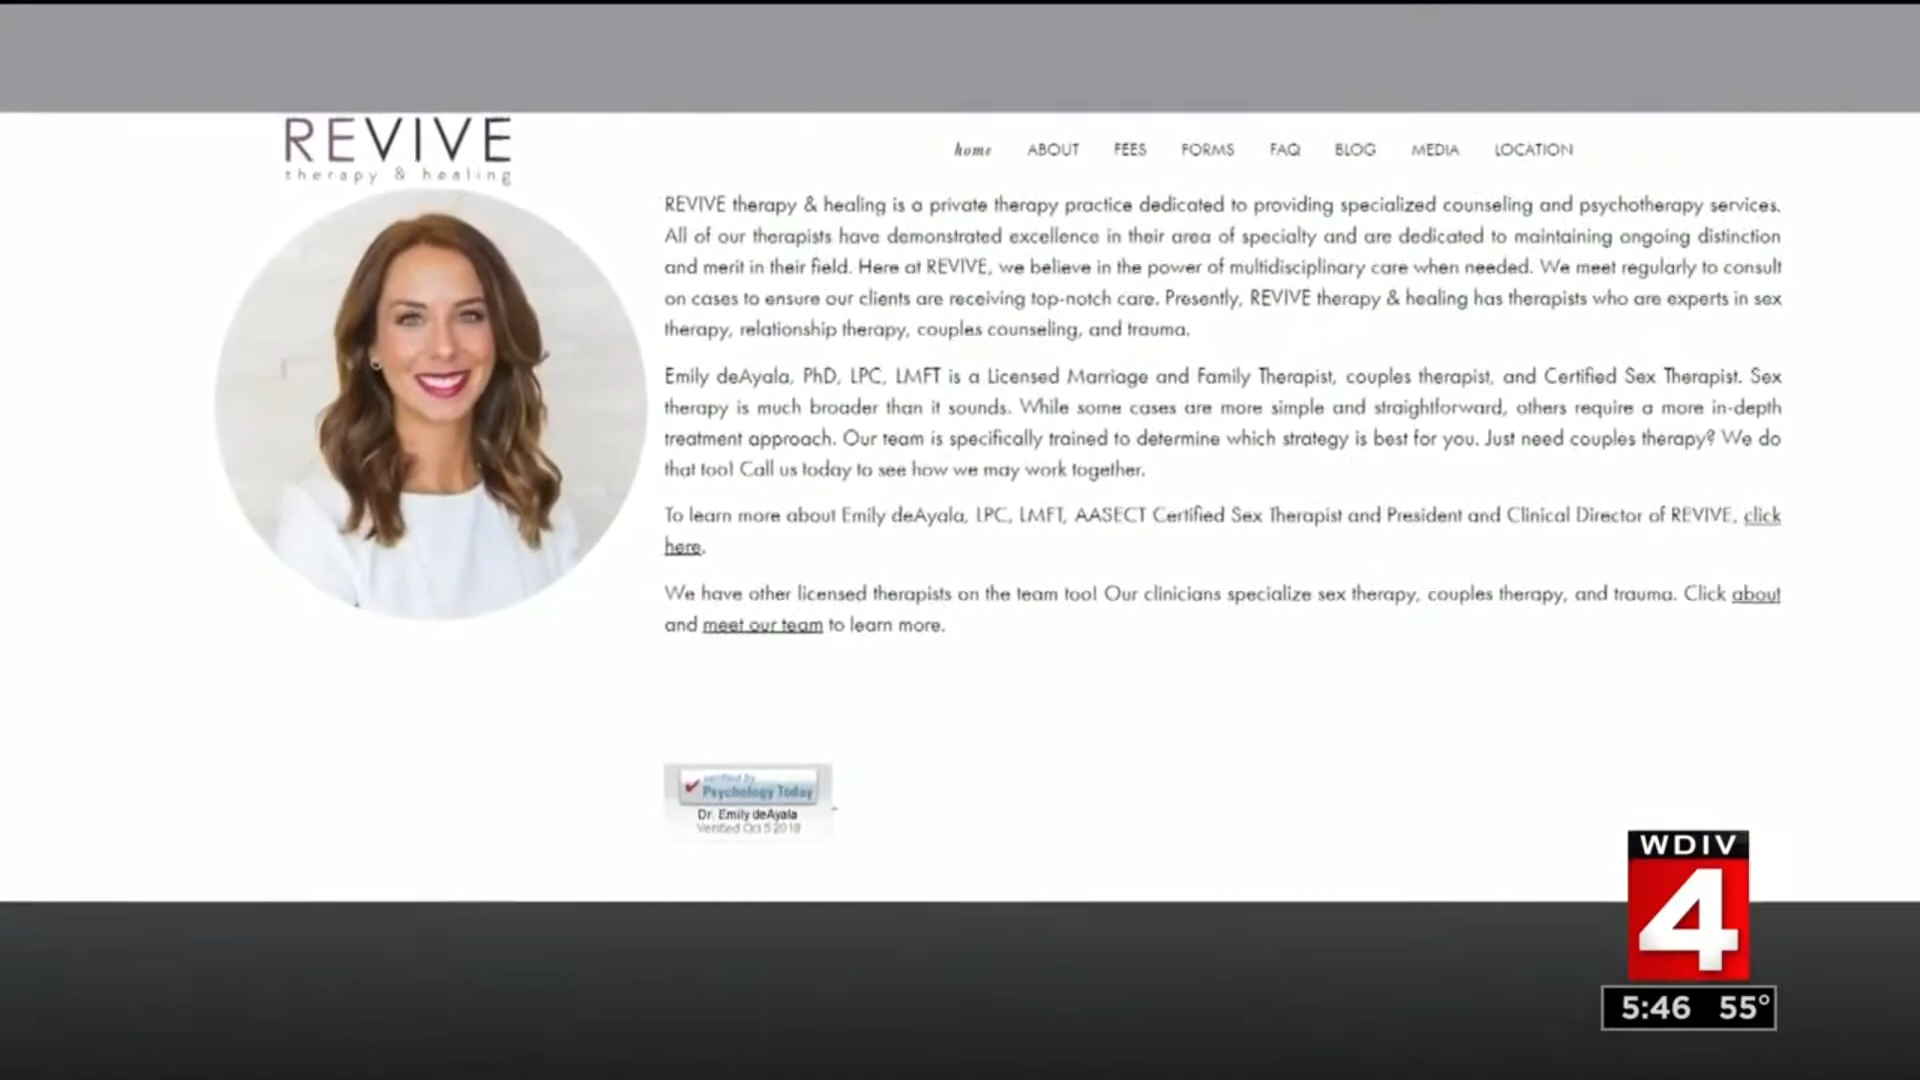 REVIVE
therapy & healing
home ABOUT FEES FORMS FAQ BLOG MEDIA LOCATION
REVIVE therapy & healing is a private therapy practice dedicated to providing specialized counseling and psychotherapy services.
All of our therapists have demonstrated excellence in their area of specialty and are dedicated to maintaining ongoing distinction
and merit in their field. Here at REVIVE, we believe in the power of multidisciplinary care when needed. We meet regularly to consult
on cases to ensure our clients are receiving top-notch care. Presently, REVIVE therapy & healing has therapists who are experts in sex
therapy, relationship therapy, couples counseling, and trauma.
Emily deAyala, PhD, LPC, LMFT is a Licensed Marriage and Family Therapist, couples therapist, and Certified Sex Therapist. Sex
therapy is much broader than it sounds. While some cases are more simple and straightforward, others require a more in-depth
treatment approach. Our team is specifically trained to determine which strategy is best for you. Just need couples therapy? We do
that too! Call us today to see how we may work together.
To learn more about Emily deAyala, LPC, LMFT, AASECT Certified Sex Therapist and President and Clinical Director of REVIVE, click
here.
We have other licensed therapists on the team too! Our clinicians specialize sex therapy, couples therapy, and trauma. Click about
and meet our team to learn more.
verified by
Psychology Today
Dr. Emily deAyala
Verified Oct 5 2018
WDIV
4
5:46 55°